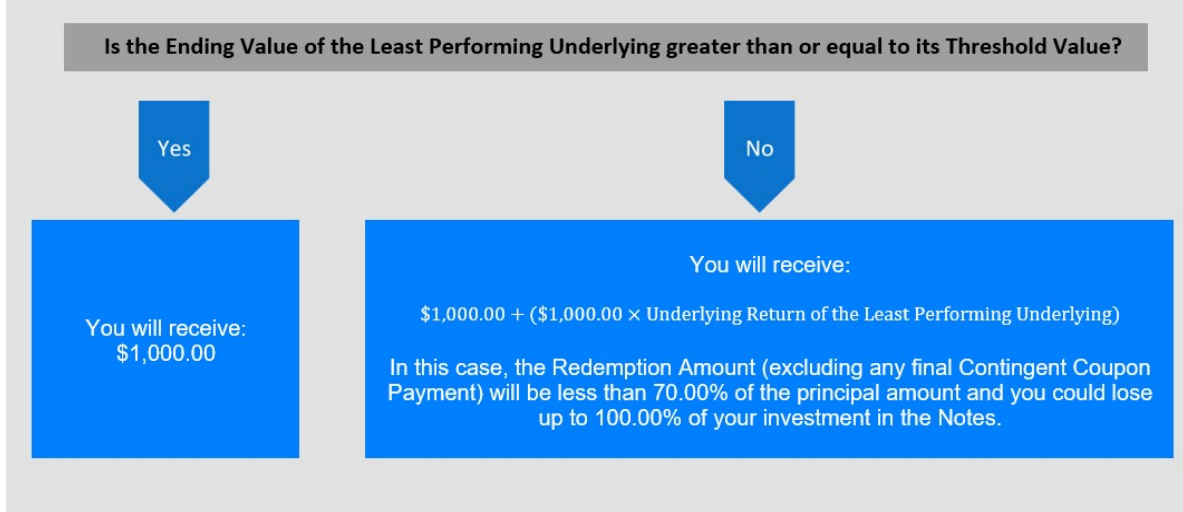 Is the Ending Value of the Least Performing Underlying greater than or equal to its Threshold Value?
Yes
No
You will receive:
$1,000.00
You will receive:
$1,000.00 + ($1,000.00 × Underlying Return of the Least Performing Underlying)
In this case, the Redemption Amount (excluding any final Contingent Coupon
Payment) will be less than 70.00% of the principal amount and you could lose
up to 100.00% of your investment in the Notes.